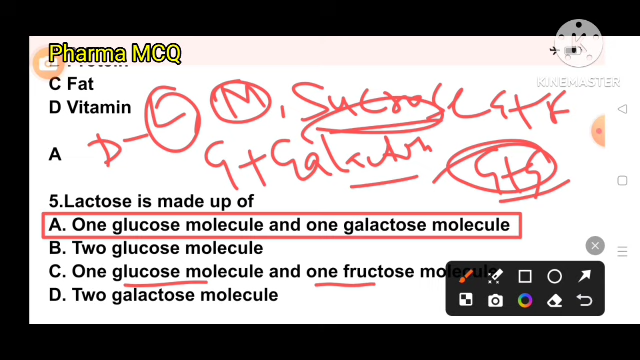 Pharma MCQ
C Fat
KINEMASTER
D Vitamin
L M, Sucrose G+F
D
A
G+Galacton
G+G
5.Lactose is made up of
A. One glucose molecule and one galactose molecule
B. Two glucose molecule
C. One glucose molecule and one fructose molecule
D. Two galactose molecule